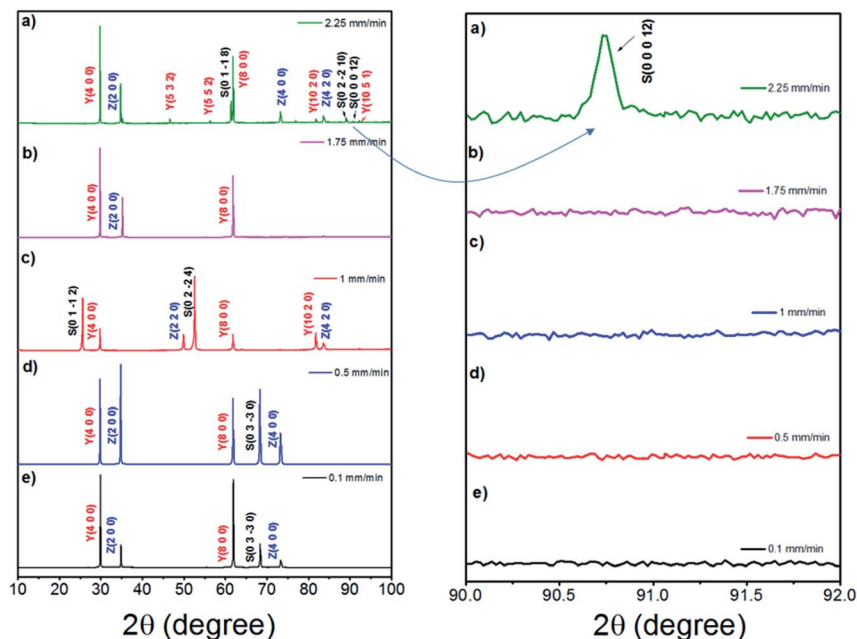 a)
2.25 mm/min
Y(4 0 0)
Z(2 0 0)
Y(5 3 2)
Y(5 5 2)
S(0 1 -1 8)
Y(8 0 0)
Z(4 0 0)
Y(10 2 0)
Z(4 2 0)
S(0 2 -2 10)
S(0 0 0 12)
Y(10 5 1)
b)
1.75 mm/min
Y(4 0 0)
Z(2 0 0)
Y(8 0 0)
c)
1 mm/min
S(0 1 -1 2)
Y(4 0 0)
Z(2 2 0)
S(0 2 -2 4)
Y(8 0 0)
Y(10 2 0)
Z(4 2 0)
d)
0.5 mm/min
Y(4 0 0)
Z(2 0 0)
Y(8 0 0)
S(0 3 -3 0)
Z(4 0 0)
e)
0.1 mm/min
Y(4 0 0)
Z(2 0 0)
Y(8 0 0)
S(0 3 -3 0)
Z(4 0 0)
10 20 30 40 50 60 70 80 90 100
2θ (degree)
a)
S(0 0 0 12)
2.25 mm/min
b)
1.75 mm/min
c)
1 mm/min
d)
0.5 mm/min
e)
0.1 mm/min
90.0 90.5 91.0 91.5 92.0
2θ (degree)